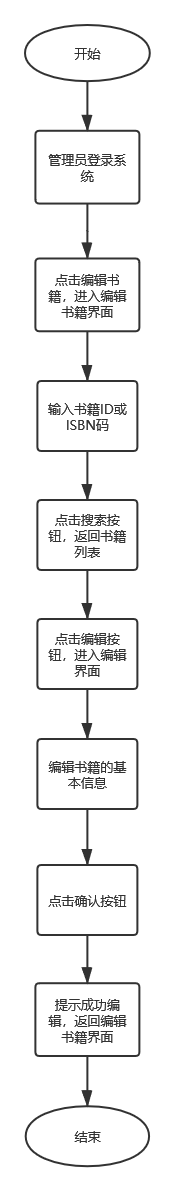 开始
管理员登录系
统
点击编辑书
籍，进入编辑
书籍界面
输入书籍ID或
ISBN码
点击搜索按
钮，返回书籍
列表
点击编辑按
钮，进入编辑
界面
编辑书籍的基
本信息
点击确认按钮
提示成功编
辑，返回编辑
书籍界面
结束